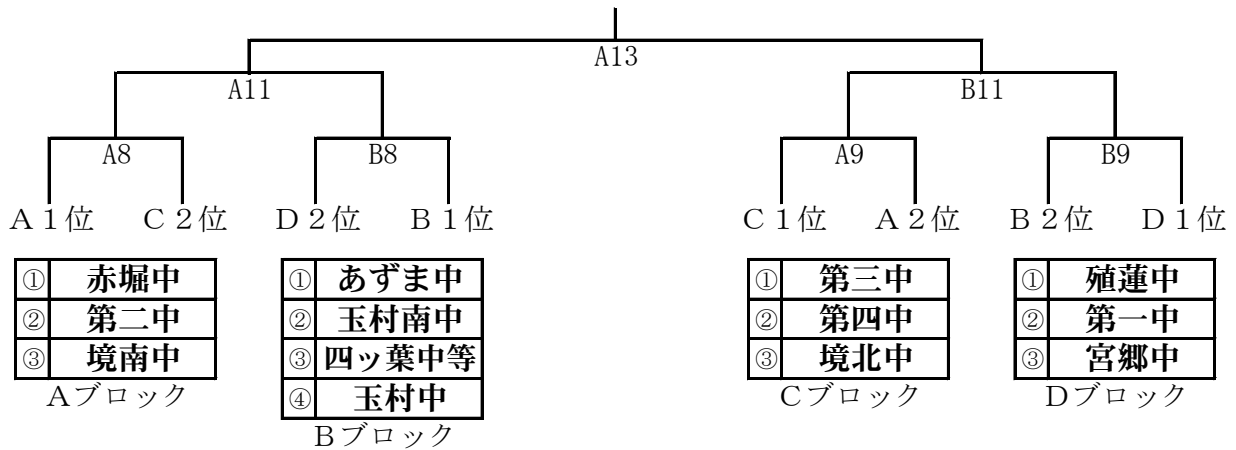 A13
A11 B11
A8 B8 A9 B9
Ａ１位 Ｃ２位 Ｄ２位 Ｂ１位 Ｃ１位 Ａ２位 Ｂ２位 Ｄ１位
① 赤堀中
② 第二中
③ 境南中
Ａブロック
① あずま中
② 玉村南中
③ 四ッ葉中等
④ 玉村中
Ｂブロック
① 第三中
② 第四中
③ 境北中
Ｃブロック
① 殖蓮中
② 第一中
③ 宮郷中
Ｄブロック